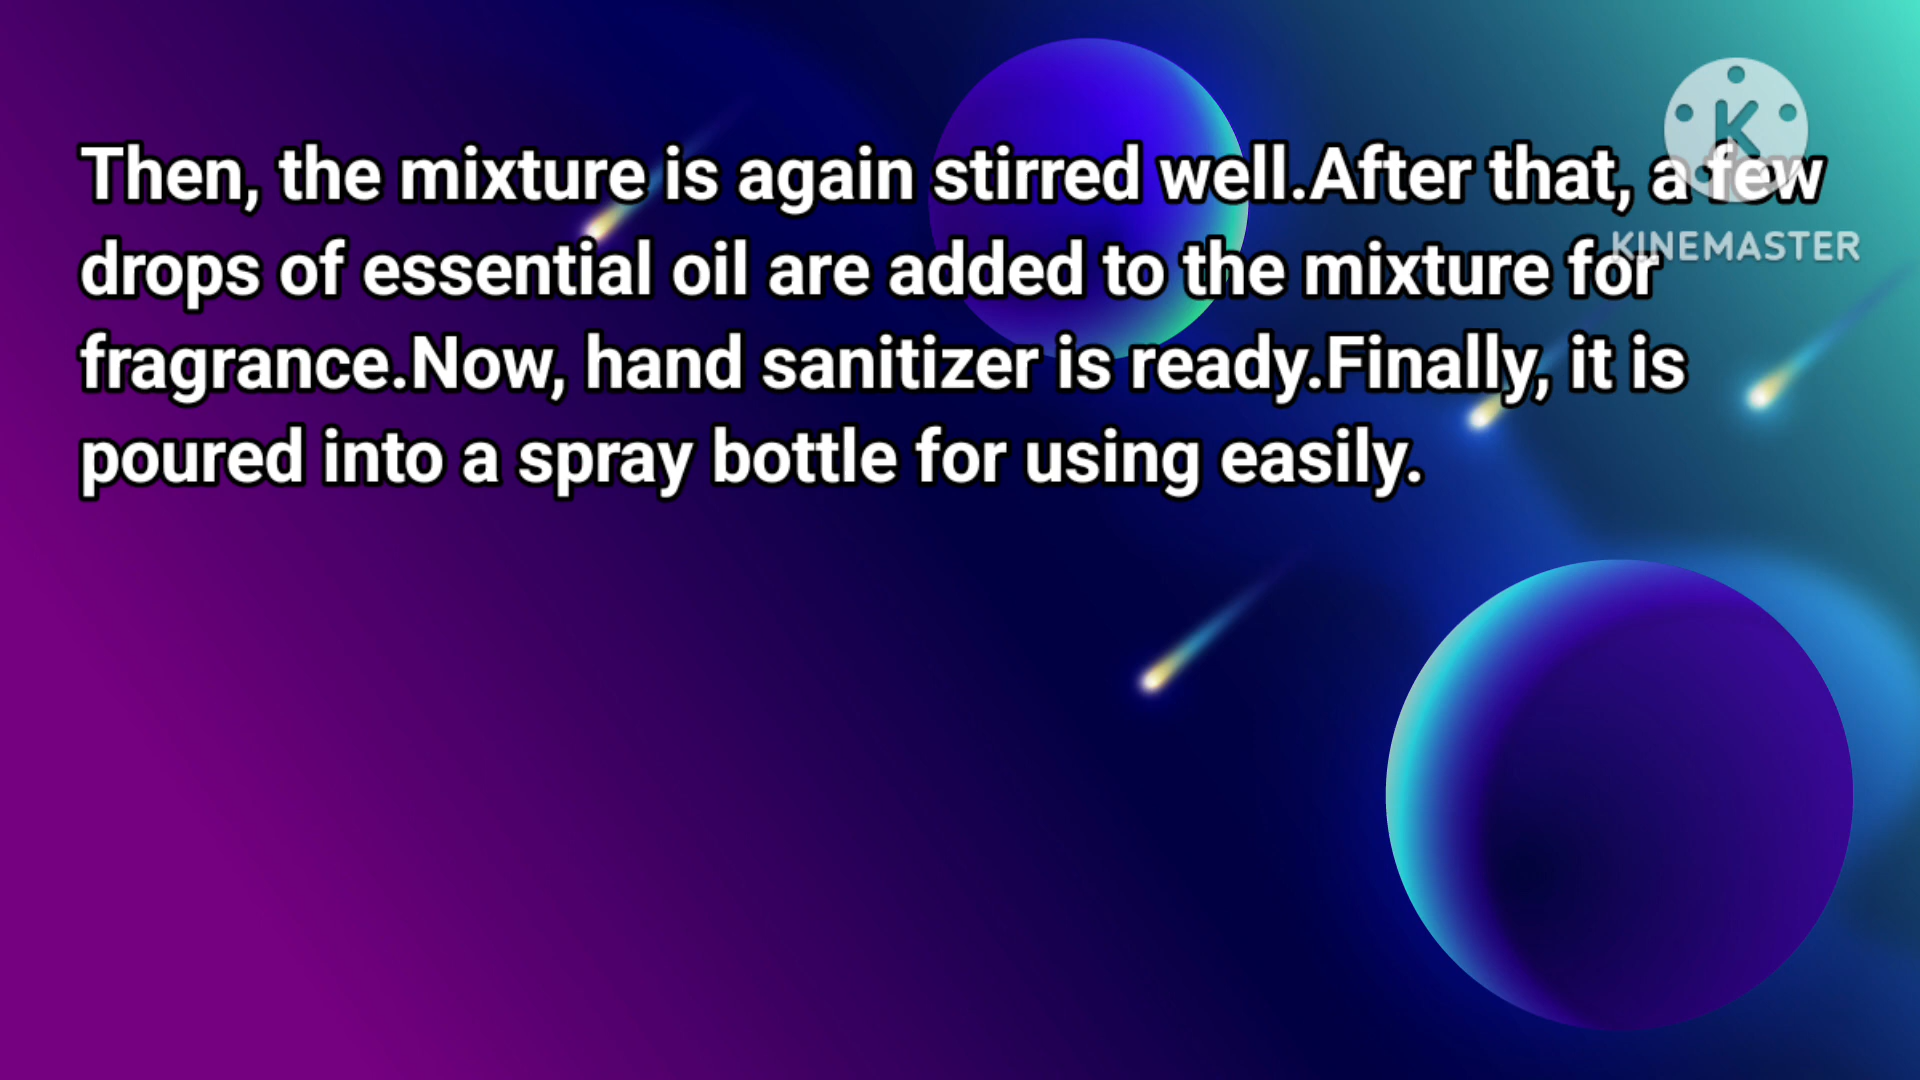 Then, the mixture is again stirred well.After that, a few
drops of essential oil are added to the mixture for
fragrance.Now, hand sanitizer is ready.Finally, it is
poured into a spray bottle for using easily.
K
KINEMASTER